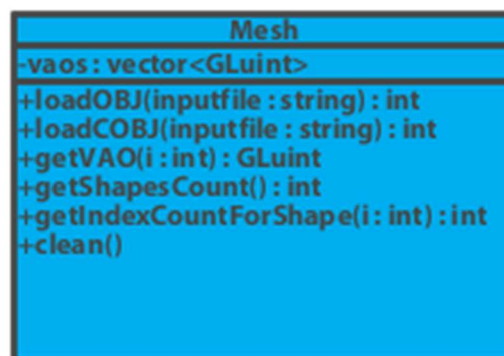 Mesh
-vaos : vector<GLuint>
+loadOBJ(inputfile : string) : int
+loadCOBJ(inputfile : string) : int
+getVAO(i : int) : GLuint
+getShapesCount() : int
+getIndexCountForShape(i : int) : int
+clean()